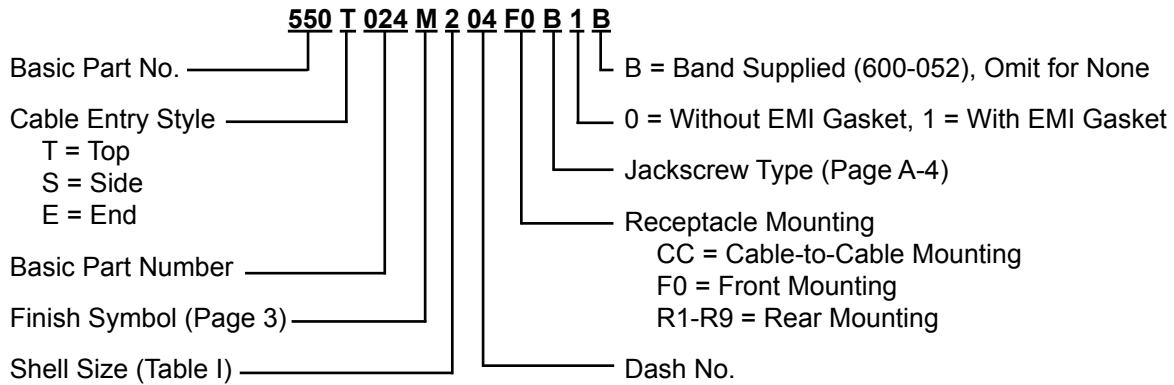 550 T 024 M 2 04 F0 B 1 B
Basic Part No.
Cable Entry Style
T = Top
S = Side
E = End
Basic Part Number
Finish Symbol (Page 3)
Shell Size (Table I)
B = Band Supplied (600-052), Omit for None
0 = Without EMI Gasket, 1 = With EMI Gasket
Jackscrew Type (Page A-4)
Receptacle Mounting
CC = Cable-to-Cable Mounting
F0 = Front Mounting
R1-R9 = Rear Mounting
Dash No.